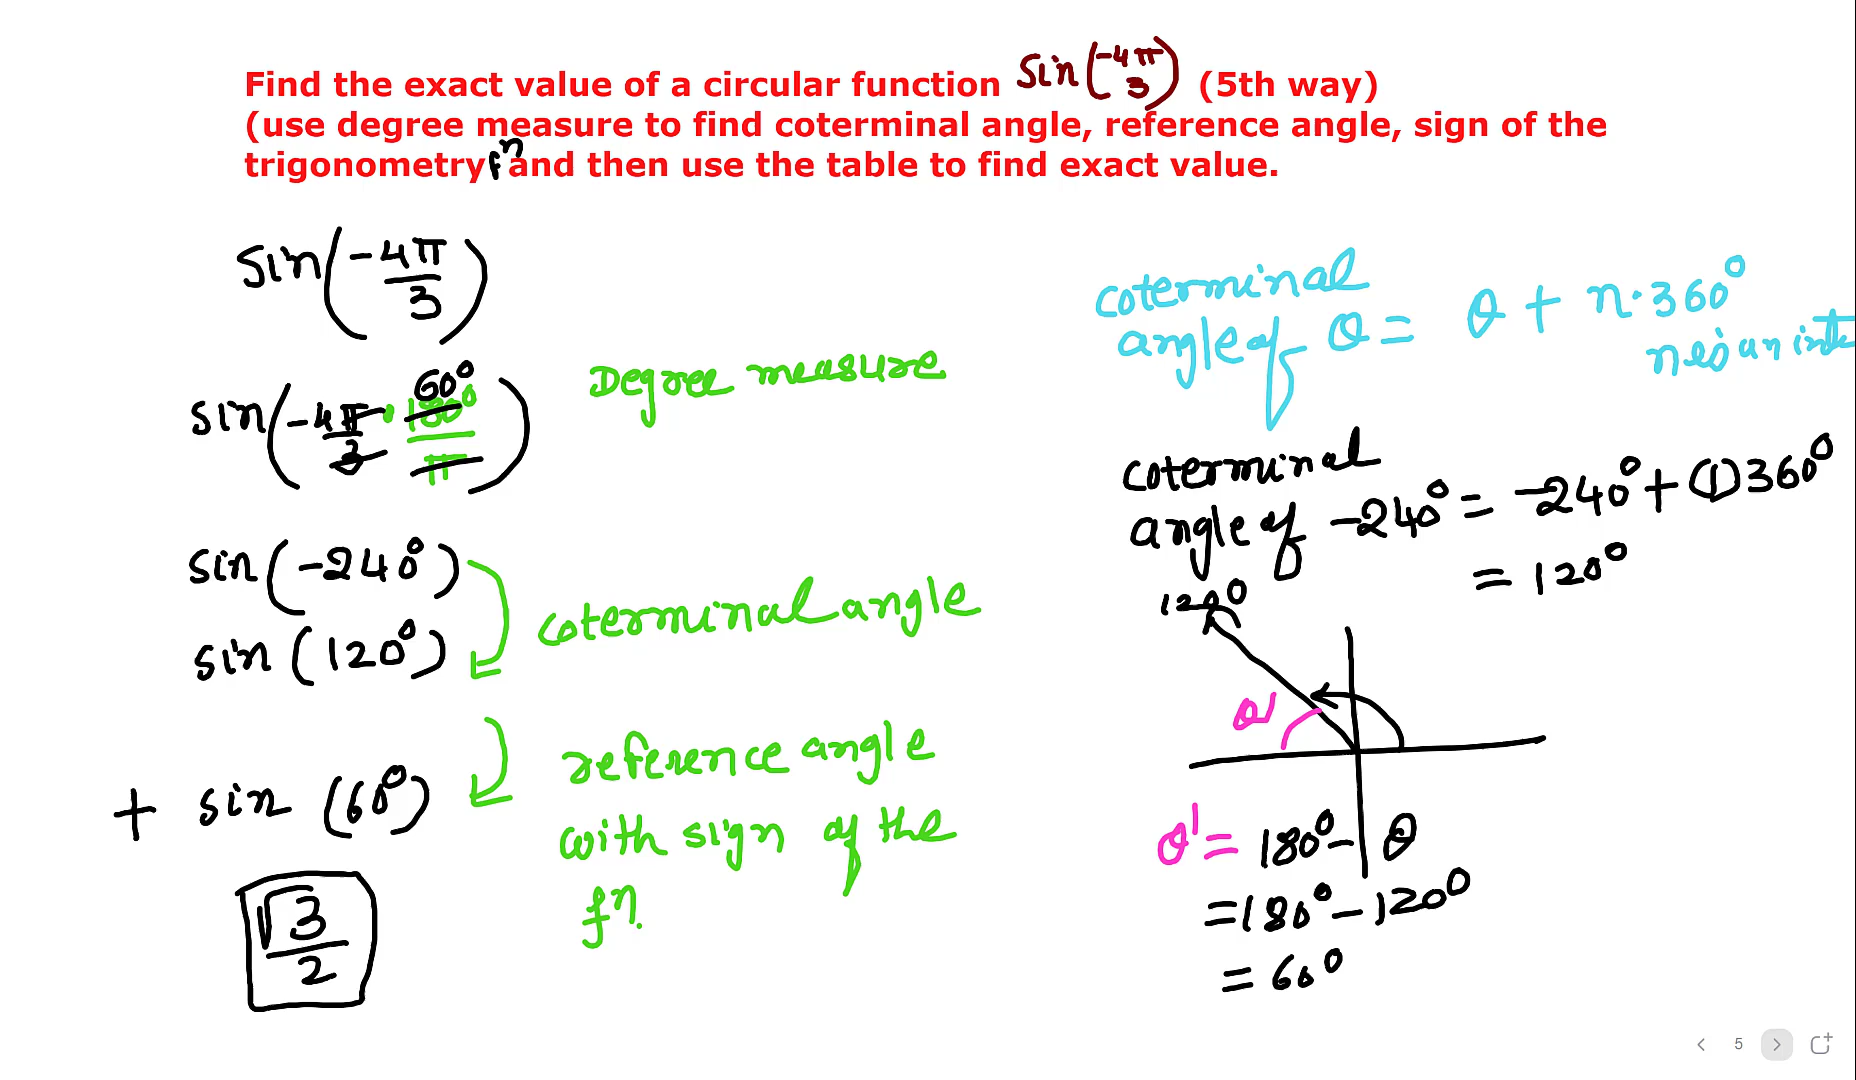 Find the exact value of a circular function sin(-4π/3) (5th way)
(use degree measure to find coterminal angle, reference angle, sign of the
trigonometry fⁿ and then use the table to find exact value.
sin(-4π/3)
sin(-4π/3 · 180°/π) 60°
Degree measure
sin(-240°)
sin(120°)
coterminal angle
+ sin(60°)
reference angle
with sign of the
fⁿ.
√3/2
coterminal
angle of θ = θ + n·360°
n is an int
coterminal
angle of -240° = -240° + (1)360°
= 120°
120°
θ'
θ' = 180° - θ
= 180° - 120°
= 60°
5